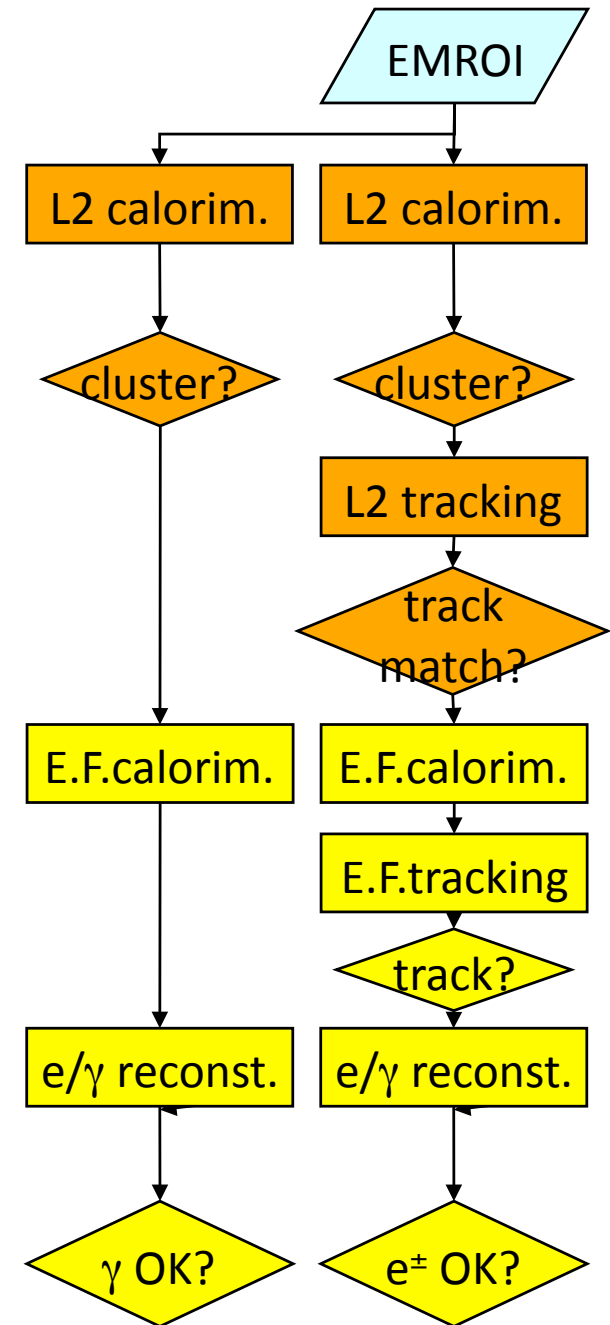 EMROI
L2 calorim.
L2 calorim.
cluster?
cluster?
L2 tracking
track
match?
E.F.calorim.
E.F.calorim.
E.F.tracking
track?
e/γ reconst.
e/γ reconst.
γ OK?
e± OK?